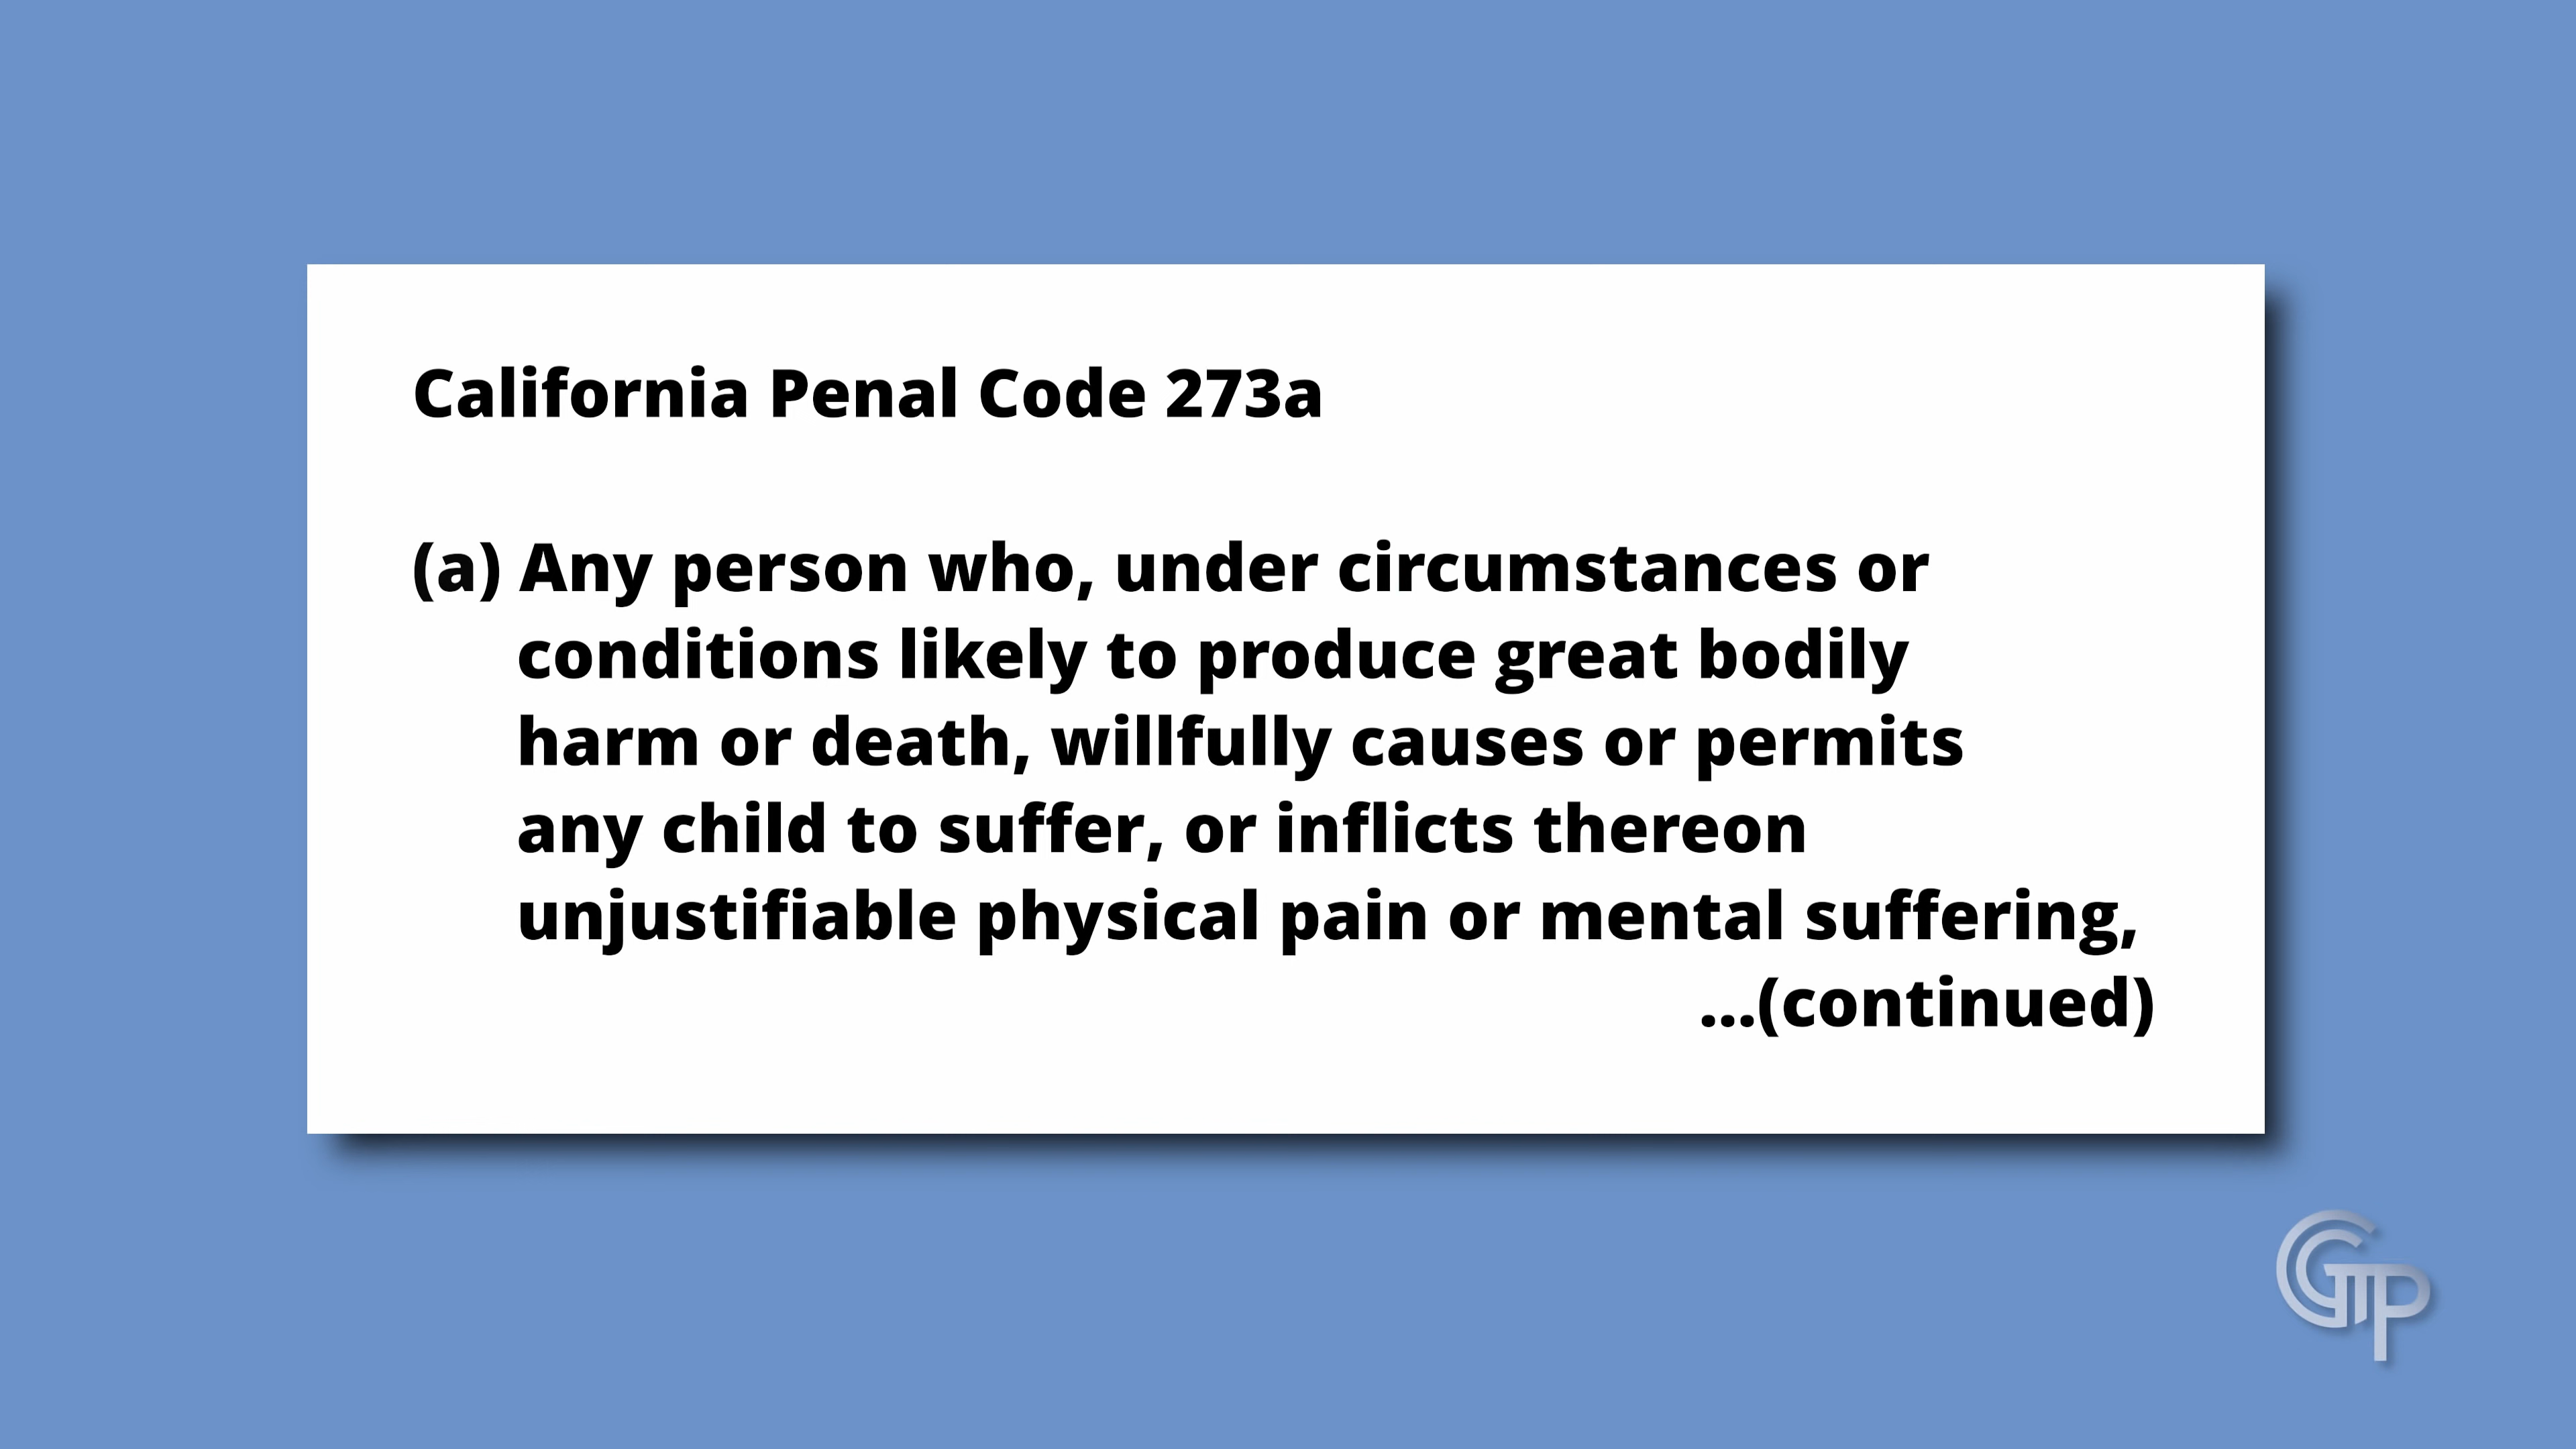 California Penal Code 273a
(a) Any person who, under circumstances or
conditions likely to produce great bodily
harm or death, willfully causes or permits
any child to suffer, or inflicts thereon
unjustifiable physical pain or mental suffering,
...(continued)
GP